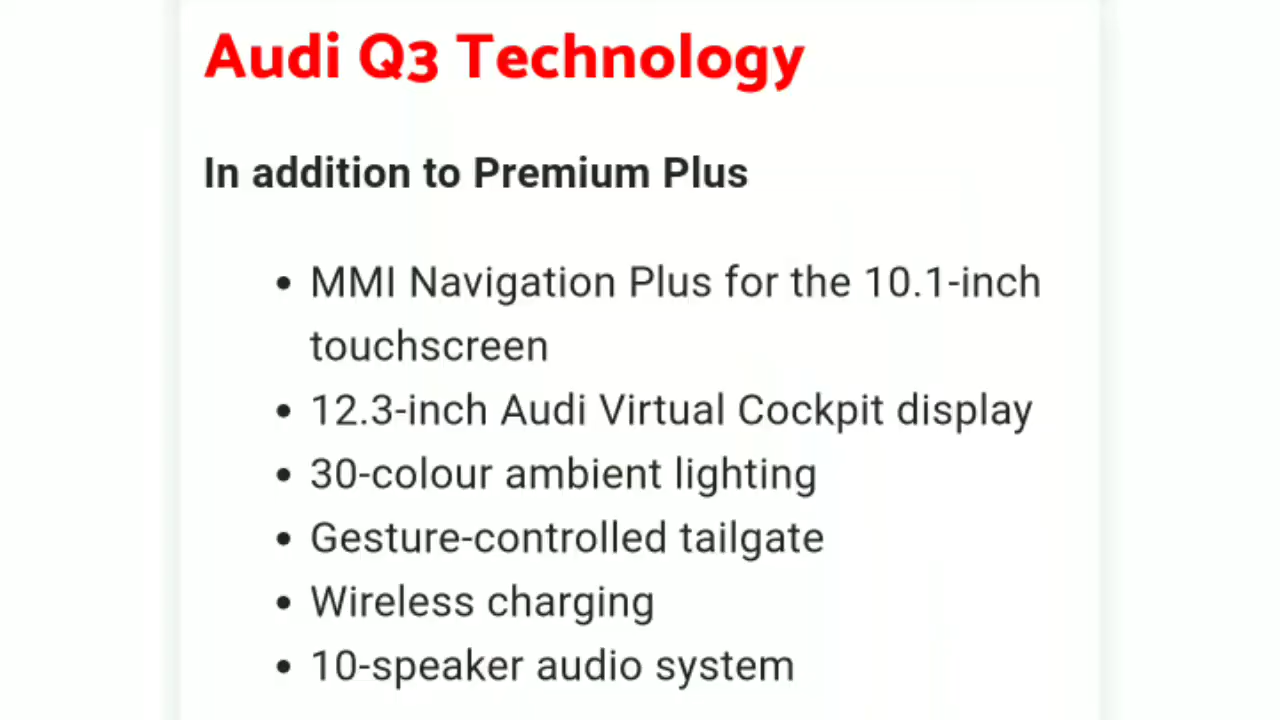 Audi Q3 Technology
In addition to Premium Plus
• MMI Navigation Plus for the 10.1-inch
touchscreen
• 12.3-inch Audi Virtual Cockpit display
• 30-colour ambient lighting
• Gesture-controlled tailgate
• Wireless charging
• 10-speaker audio system